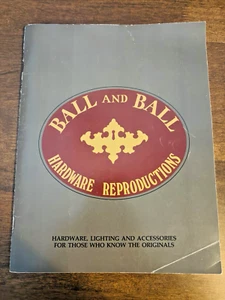 BALL AND BALL
HARDWARE REPRODUCTIONS
HARDWARE, LIGHTING AND ACCESSORIES
FOR THOSE WHO KNOW THE ORIGINALS